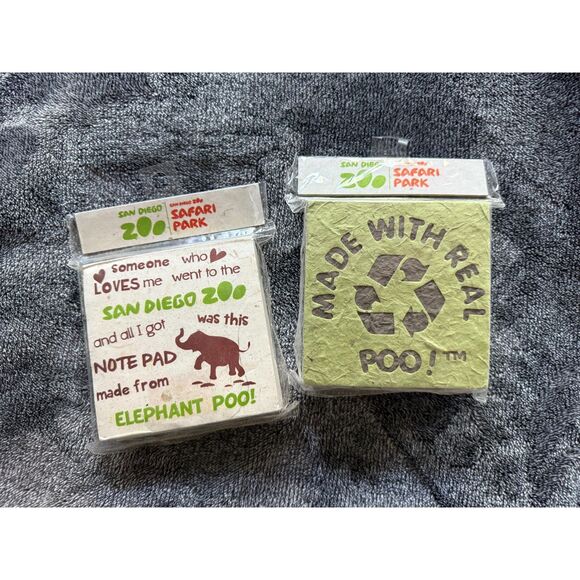 SAN DIEGO
ZOO
SAN DIEGO ZOO
SAFARI
PARK
someone who
LOVES me went to the
SAN DIEGO ZOO
and all I got was this
NOTE PAD
made from
ELEPHANT POO!
SAN DIEGO
ZOO
SAFARI
PARK
MADE WITH REAL
POO!™